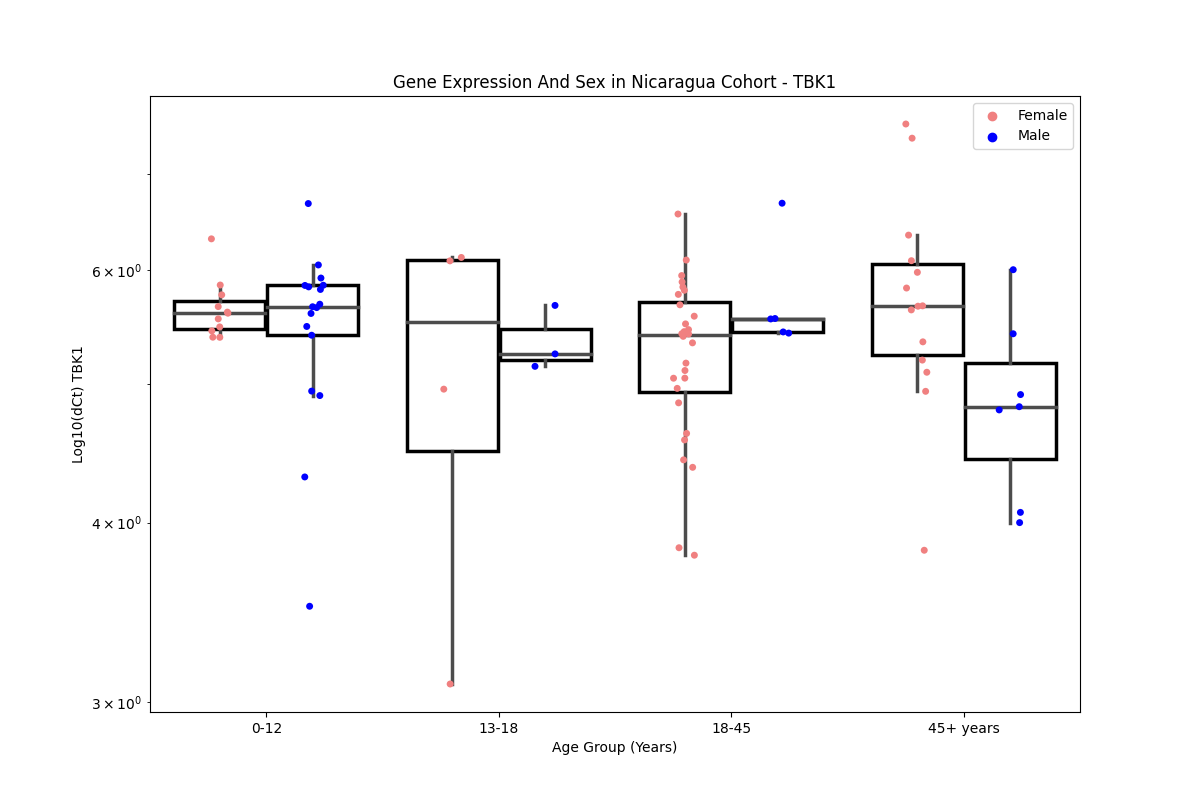 Gene Expression And Sex in Nicaragua Cohort - TBK1
Female
Male
Log10(dCt) TBK1
6 × 10⁰
4 × 10⁰
3 × 10⁰
0-12
13-18
18-45
45+ years
Age Group (Years)